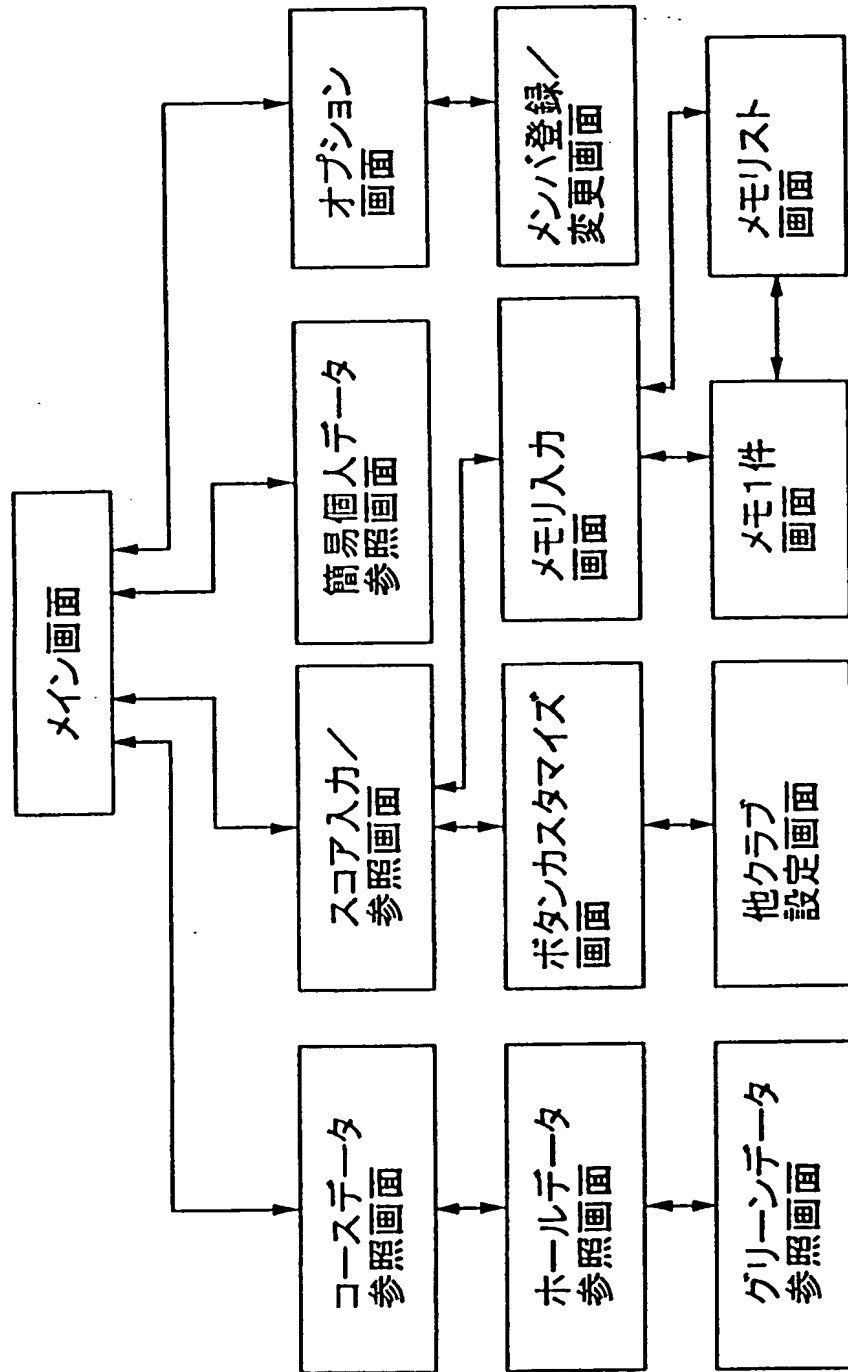 メイン画面
コースデータ
参照画面
スコア入力／
参照画面
簡易個人データ
参照画面
オプション
画面
ホールデータ
参照画面
ボタンカスタマイズ
画面
メモリ入力
画面
メンバ登録／
変更画面
グリーンデータ
参照画面
他クラブ
設定画面
メモ1件
画面
メモリスト
画面